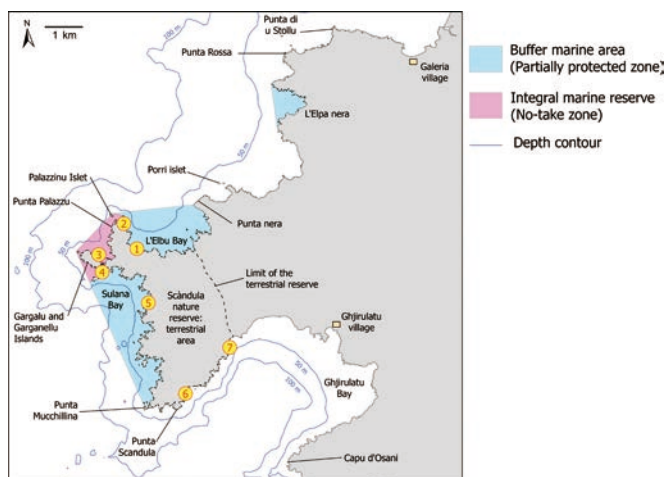 N
1 km
Punta di
u Stollu
Punta Rossa
Galeria
village
L'Elpa nera
50 m
100 m
Porri islet
Palazzinu Islet
Punta Palazzu
Punta nera
2
L'Elbu Bay
1
50 m
100 m
3
4
Limit of the
terrestrial reserve
Sulana
Bay
5
Scàndula
nature
reserve:
terrestrial
area
Gargalu and
Garganellu
Islands
Ghjirulatu
village
7
50 m
100 m
Ghjirulatu
Bay
6
Punta
Mucchillina
Punta
Scandula
Capu d'Osani
Buffer marine area
(Partially protected zone)
Integral marine reserve
(No-take zone)
Depth contour